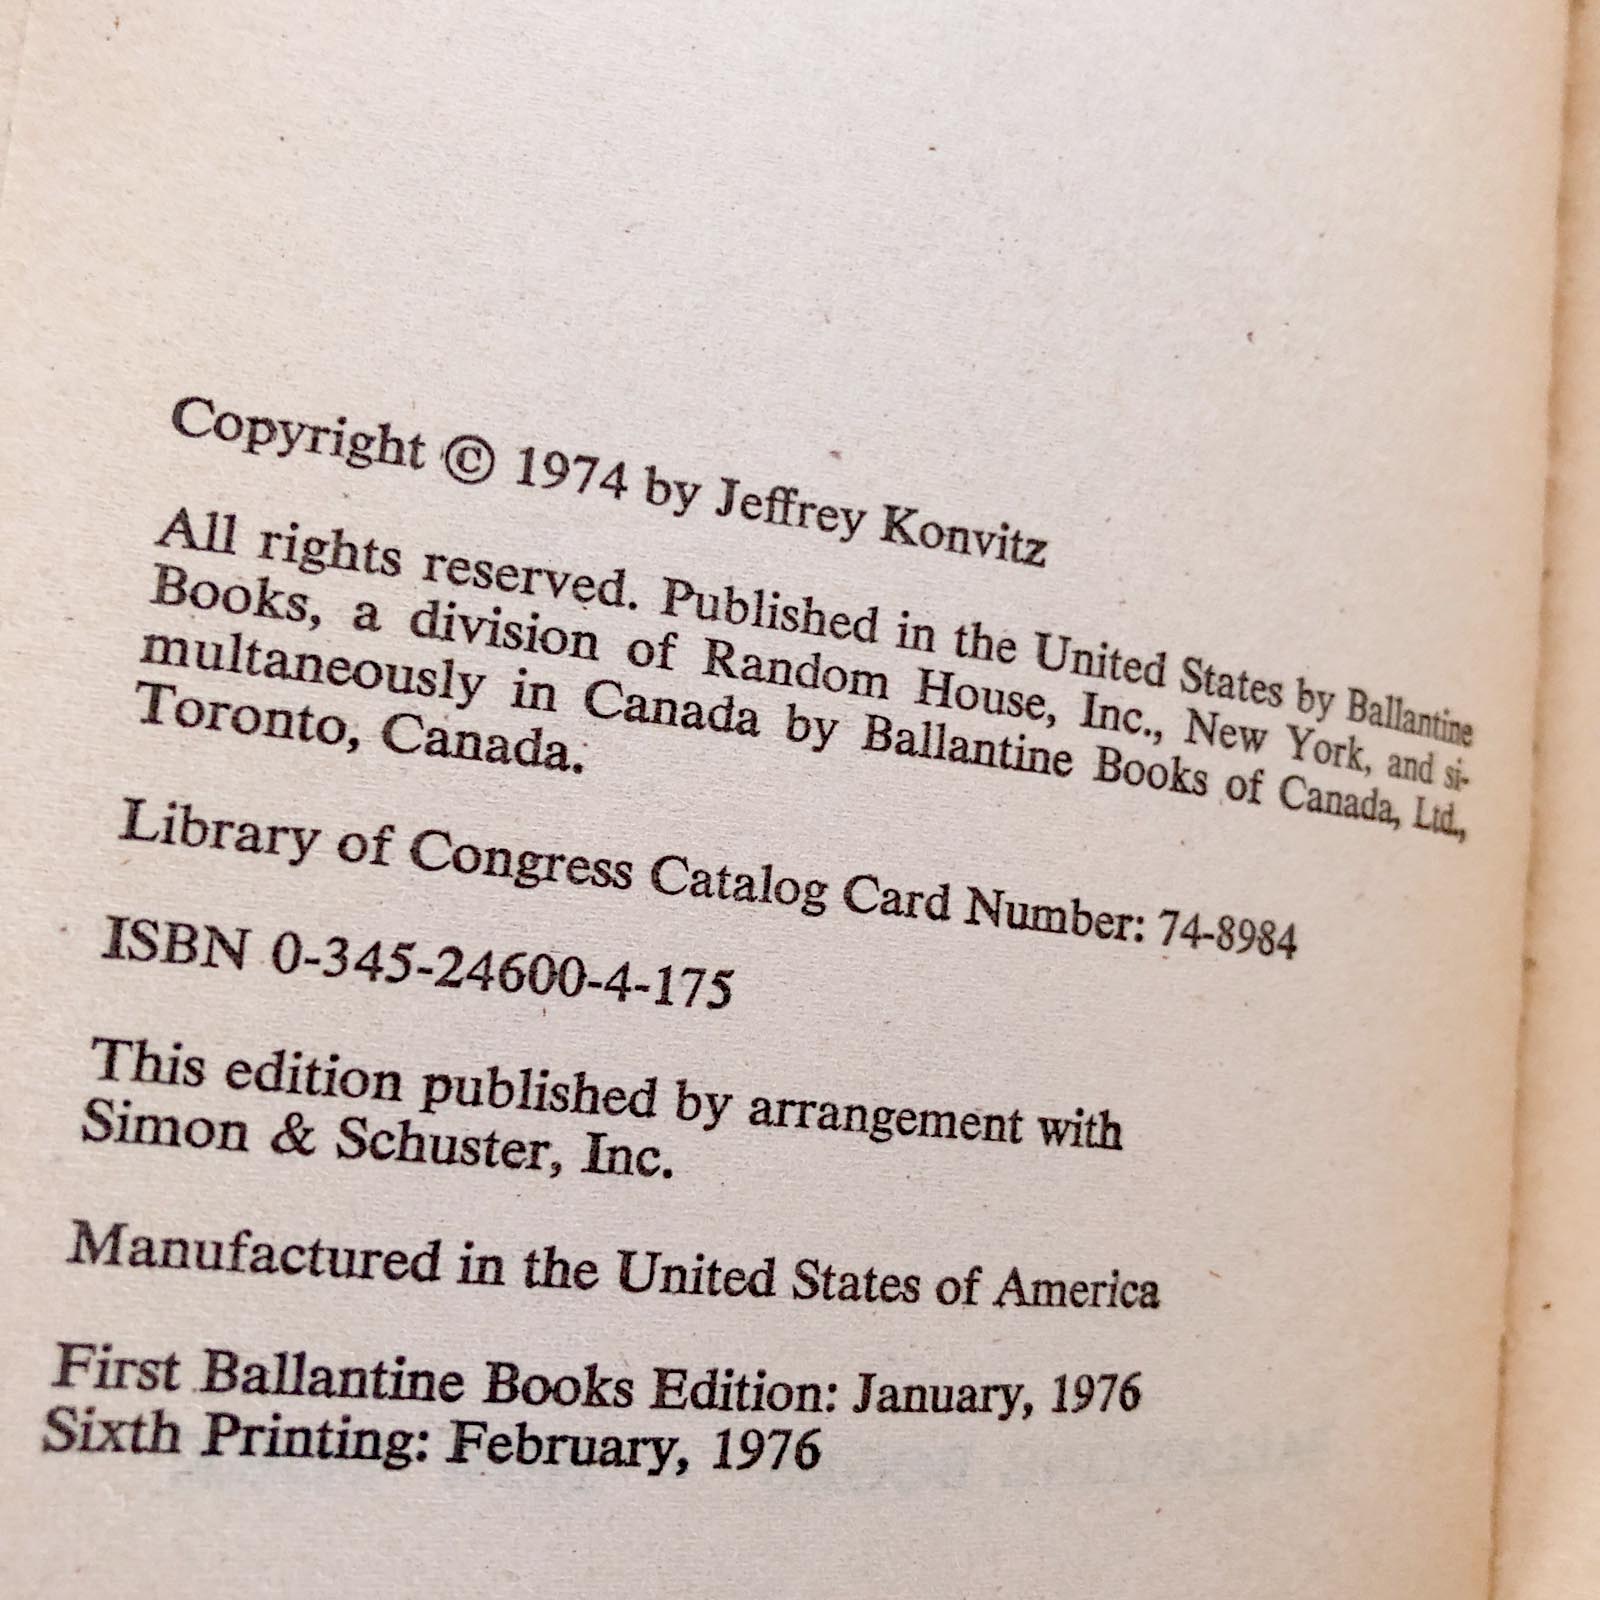 Copyright © 1974 by Jeffrey Konvitz
All rights reserved. Published in the United States by Ballantine
Books, a division of Random House, Inc., New York, and si-
multaneously in Canada by Ballantine Books of Canada, Ltd.,
Toronto, Canada.
Library of Congress Catalog Card Number: 74-8984
ISBN 0-345-24600-4-175
This edition published by arrangement with
Simon & Schuster, Inc.
Manufactured in the United States of America
First Ballantine Books Edition: January, 1976
Sixth Printing: February, 1976